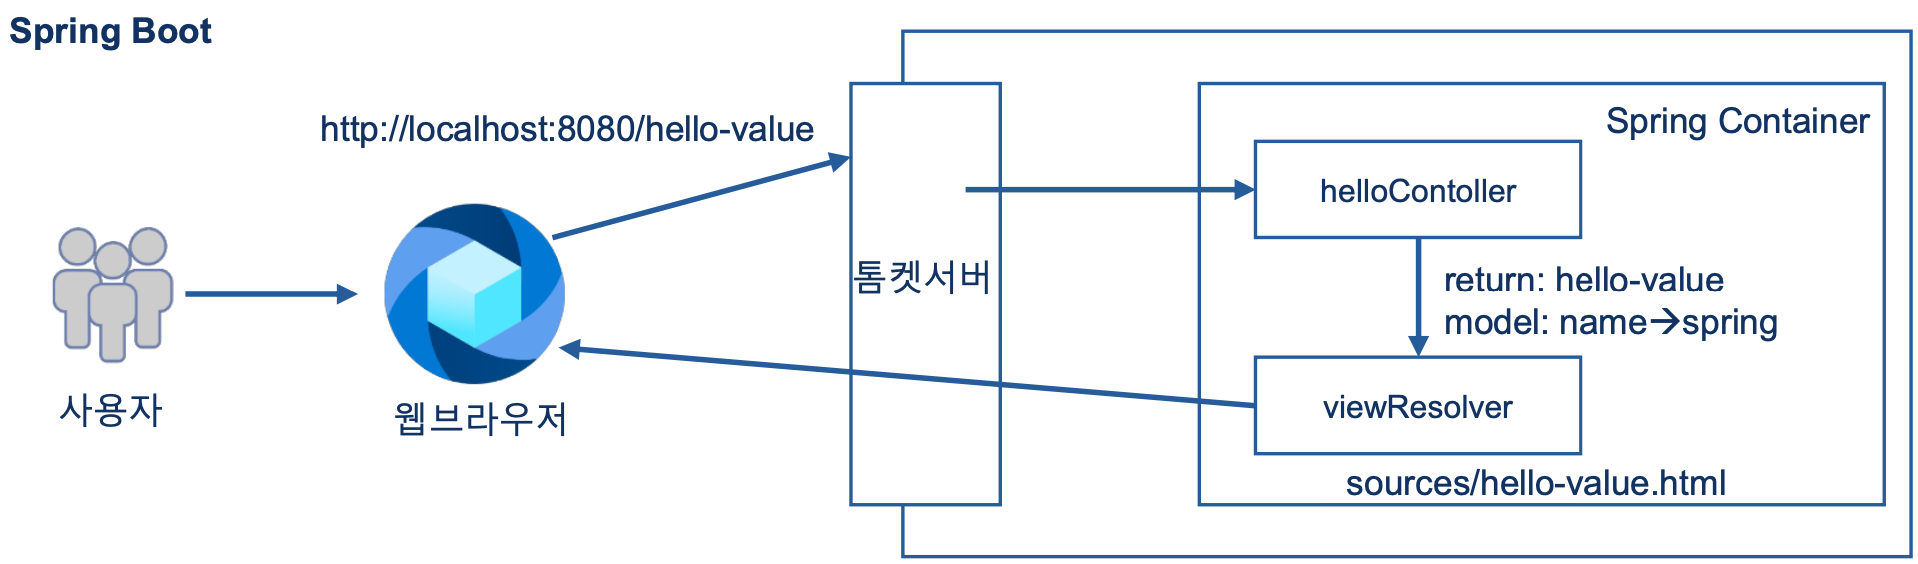 Spring Boot
http://localhost:8080/hello-value
Spring Container
helloContoller
톰켓서버
return: hello-value
model: name→spring
사용자
웹브라우저
viewResolver
sources/hello-value.html